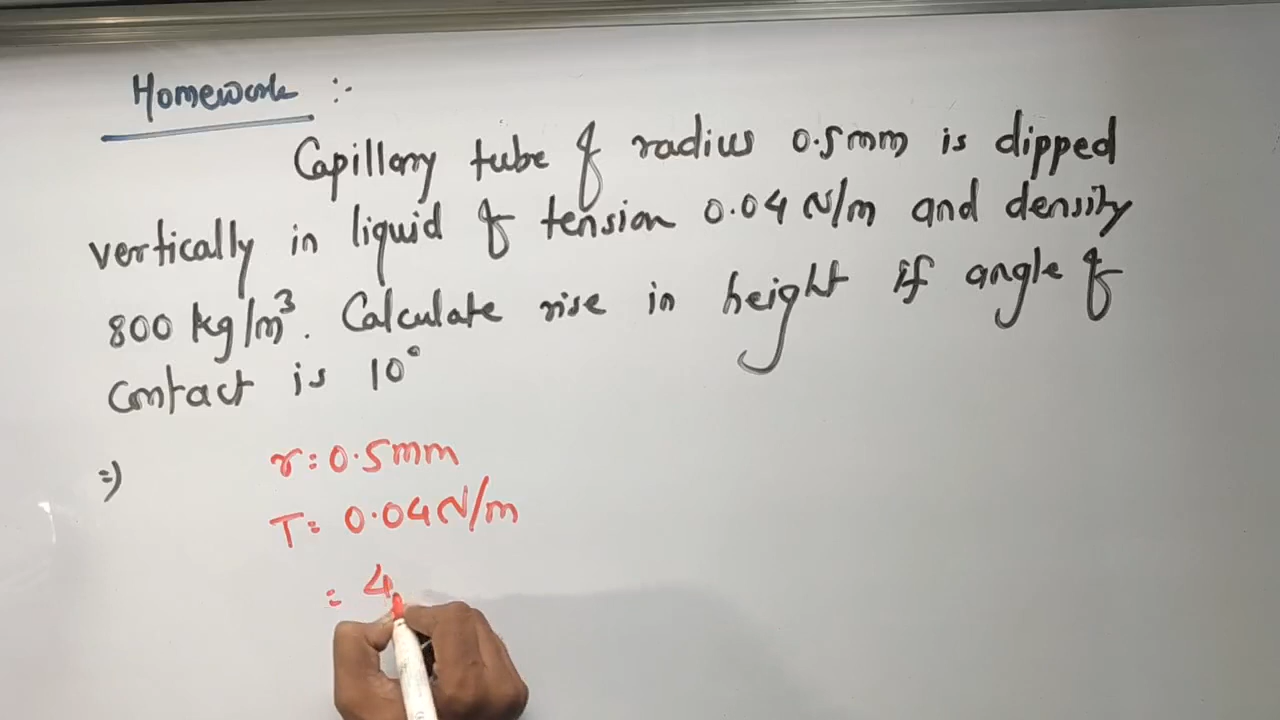 Homework :-
Capillary tube of radius 0.5mm is dipped
vertically in liquid of tension 0.04 N/m and density
800 kg/m³. Calculate rise in height if angle of
contact is 10°
⇒ r = 0.5mm
T = 0.04 N/m
= 4